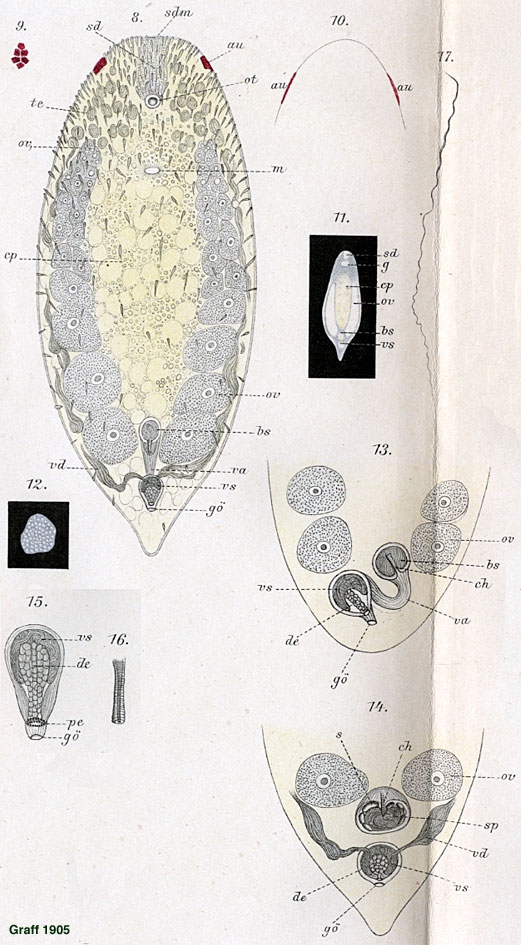 9.
8.
sdm
sd
au
ot
te
ov
m
cp
ov
bs
vd
va
vs
gö
10.
au
au
17.
11.
sd
g
cp
ov
bs
vs
12.
13.
ov
bs
ch
vs
va
de
gö
15.
vs
de
pe
gö
16.
14.
s
ch
ov
sp
vd
vs
de
gö
Graff 1905